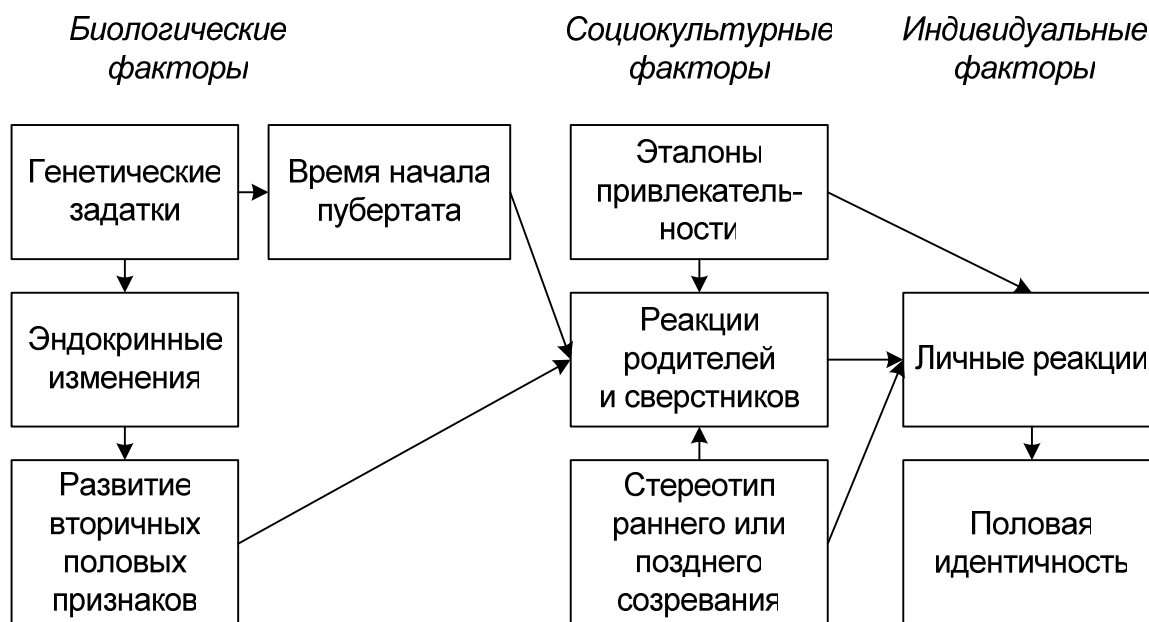 Биологические
факторы
Социокультурные
факторы
Индивидуальные
факторы
Генетические
задатки
Время начала
пубертата
Эталоны
привлекатель-
ности
Эндокринные
изменения
Реакции
родителей
и сверстников
Личные реакции
Развитие
вторичных
половых
признаков
Стереотип
раннего или
позднего
созревания
Половая
идентичность